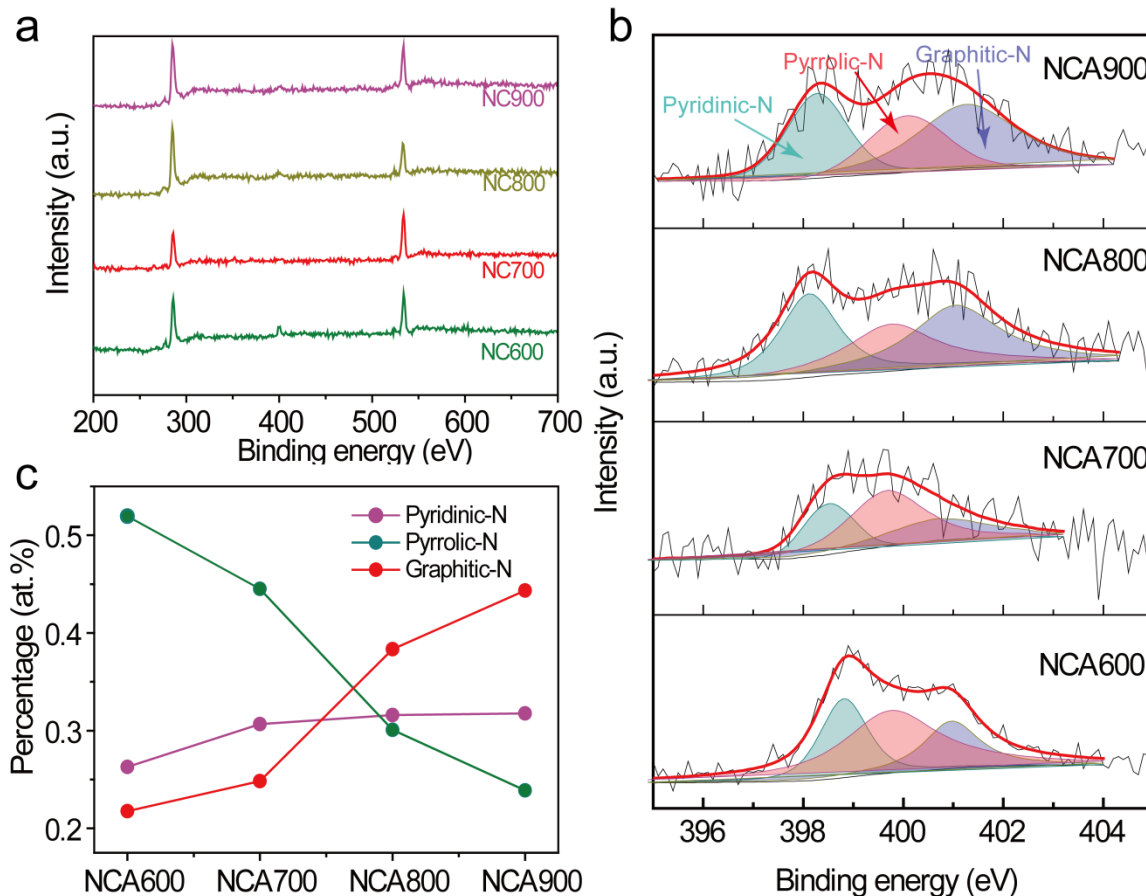 a
Intensity (a.u.)
NC900
NC800
NC700
NC600
200 300 400 500 600 700
Binding energy (eV)
b
Intensity (a.u.)
Pyridinic-N
Pyrrolic-N
Graphitic-N
NCA900
NCA800
NCA700
NCA600
396 398 400 402 404
Binding energy (eV)
c
Percentage (at.%)
0.5
0.4
0.3
0.2
Pyridinic-N
Pyrrolic-N
Graphitic-N
NCA600 NCA700 NCA800 NCA900